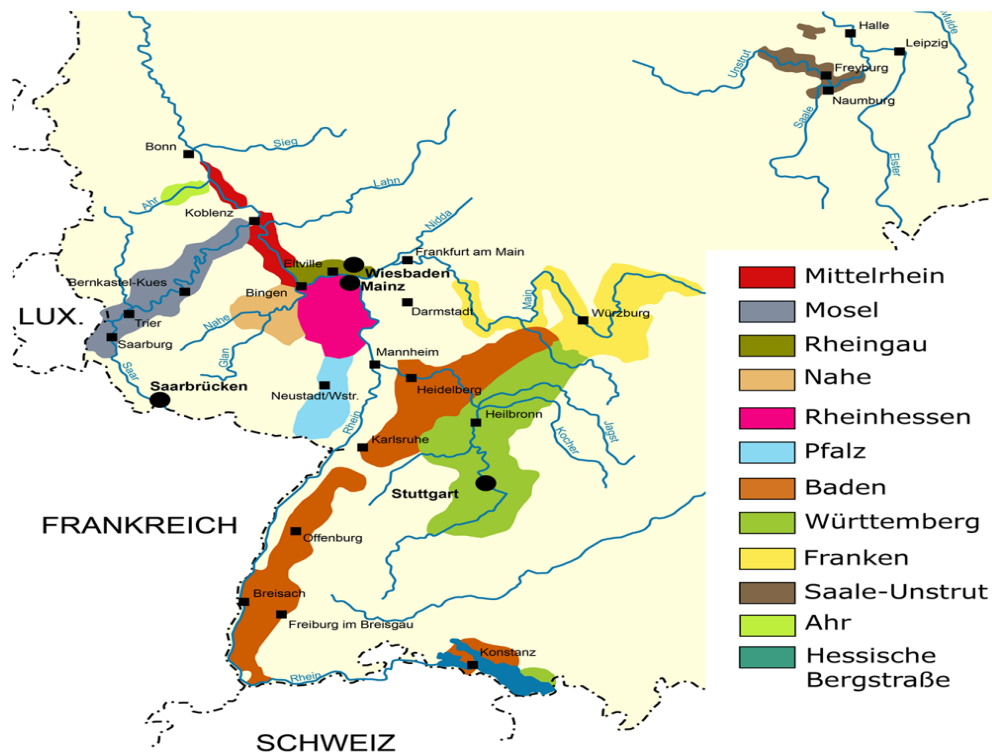 Halle
Mulde
Leipzig
Unstrut
Freyburg
Naumburg
Saale
Elster
Bonn
Sieg
Lahn
Ahr
Koblenz
Nidda
Frankfurt am Main
Eltville
Wiesbaden
Mainz
Bernkastel-Kues
Bingen
Main
LUX.
Trier
Nahe
Darmstadt
Würzburg
Saarburg
Glan
Mannheim
Saar
Saarbrücken
Neustadt/Wstr.
Heidelberg
Rhein
Heilbronn
Jagst
Kocher
Karlsruhe
Stuttgart
FRANKREICH
Offenburg
Breisach
Freiburg im Breisgau
Konstanz
Rhein
SCHWEIZ
Mittelrhein
Mosel
Rheingau
Nahe
Rheinhessen
Pfalz
Baden
Württemberg
Franken
Saale-Unstrut
Ahr
Hessische
Bergstraße